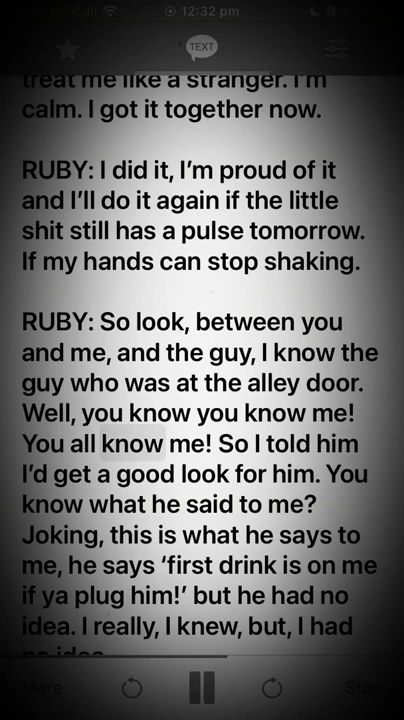 12:32 pm
TEXT
treat me like a stranger. I'm
calm. I got it together now.
RUBY: I did it, I'm proud of it
and I'll do it again if the little
shit still has a pulse tomorrow.
If my hands can stop shaking.
RUBY: So look, between you
and me, and the guy, I know the
guy who was at the alley door.
Well, you know you know me!
You all know me! So I told him
I'd get a good look for him. You
know what he said to me?
Joking, this is what he says to
me, he says ‘first drink is on me
if ya plug him!’ but he had no
idea. I really, I knew, but, I had
no idea
More
Stop